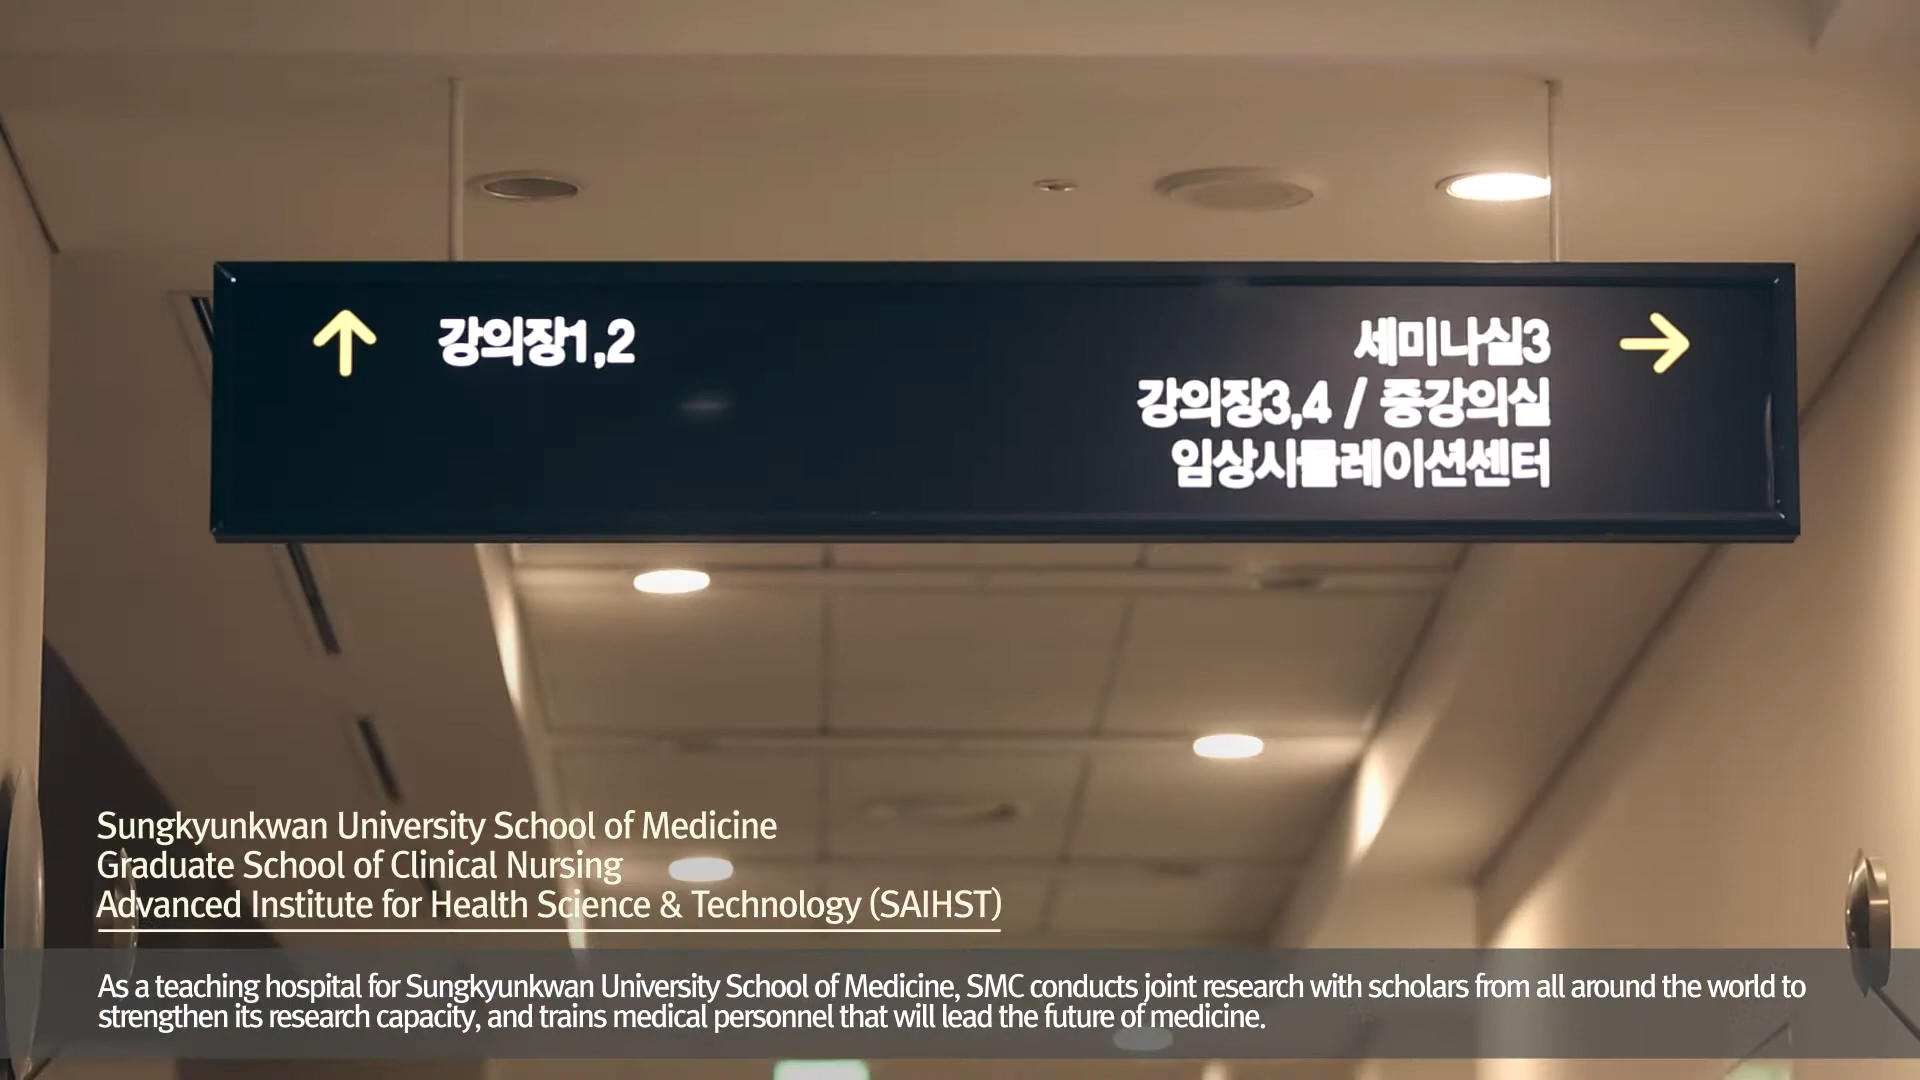 강의장1,2
세미나실3
강의장3,4 / 중강의실
임상시뮬레이션센터
Sungkyunkwan University School of Medicine
Graduate School of Clinical Nursing
Advanced Institute for Health Science & Technology (SAIHST)
As a teaching hospital for Sungkyunkwan University School of Medicine, SMC conducts joint research with scholars from all around the world to
strengthen its research capacity, and trains medical personnel that will lead the future of medicine.